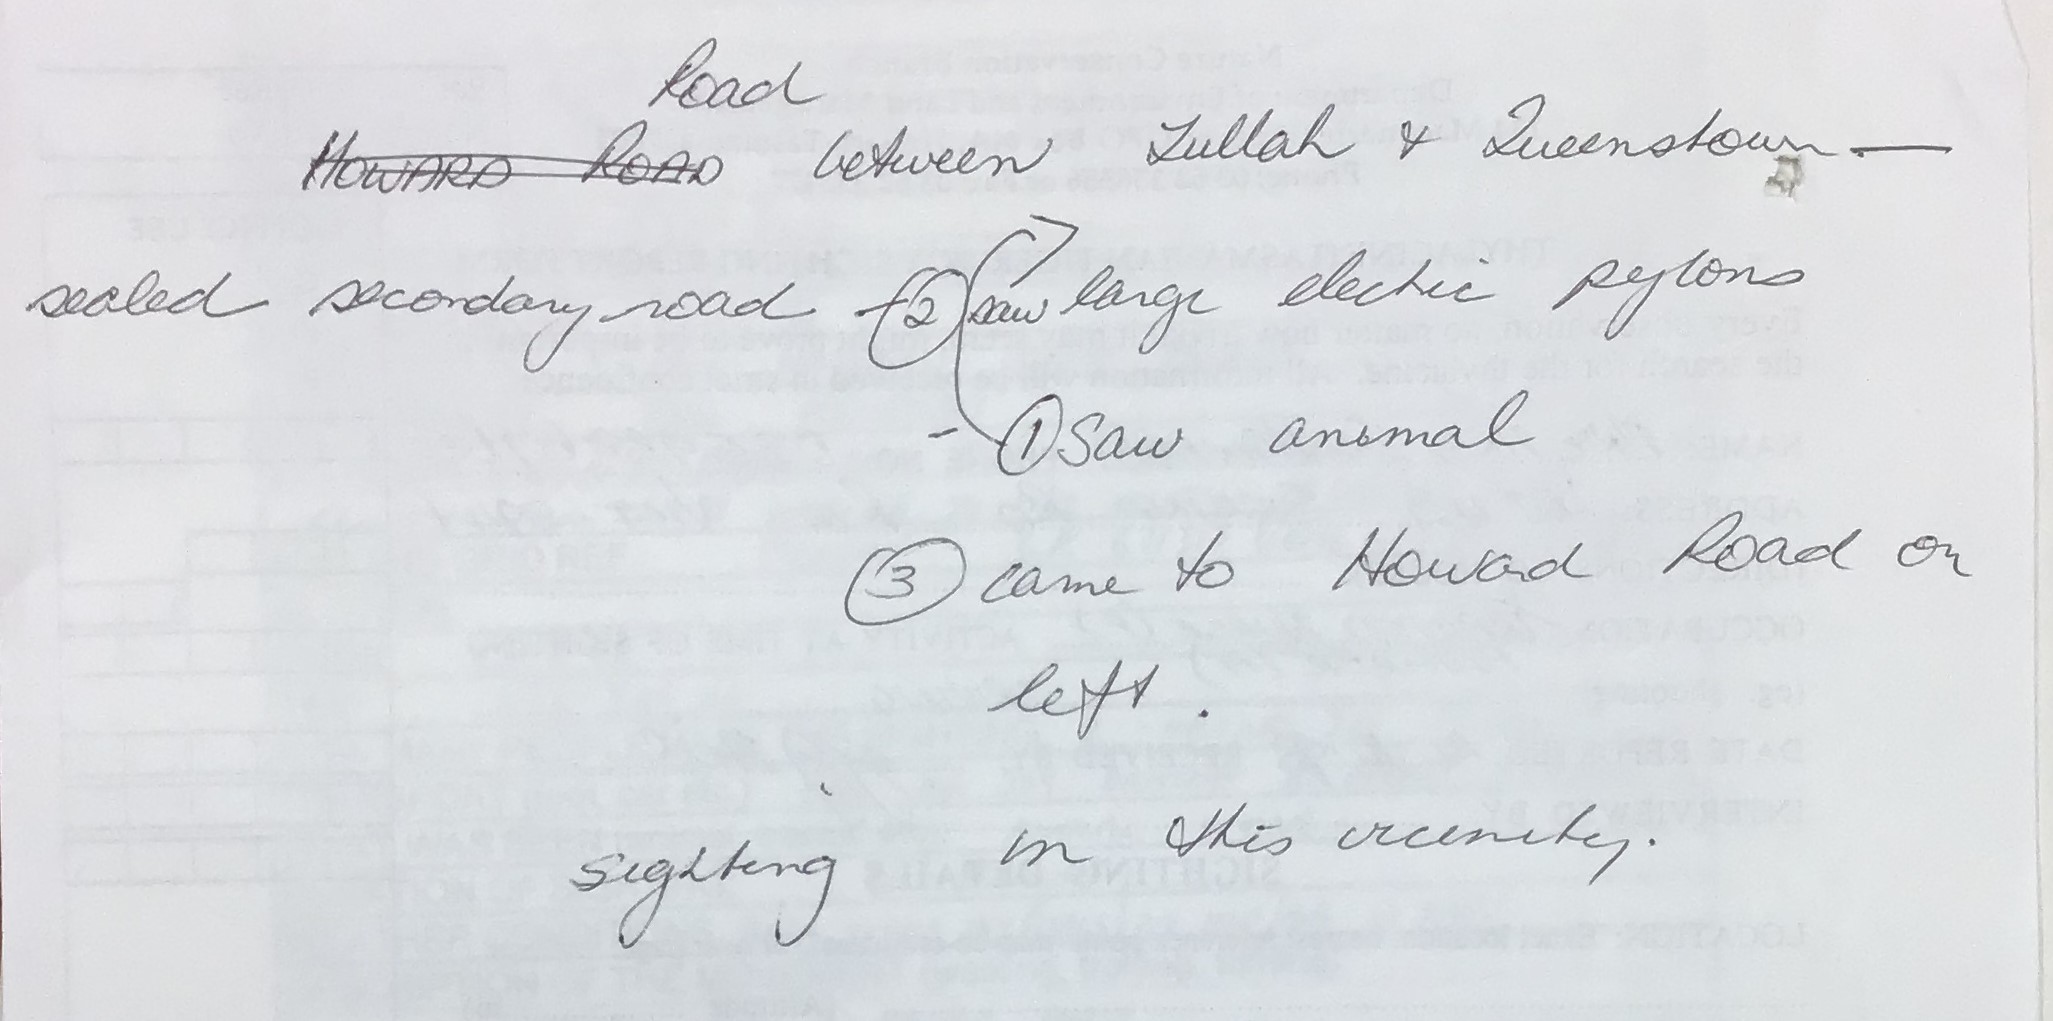 Road
HOWARD ROAD between Tullah & Queenstown —
sealed secondary road - (2) saw large electric pylons
- (1) Saw animal
(3) came to Howard Road on
left.
sighting in this vicinity.